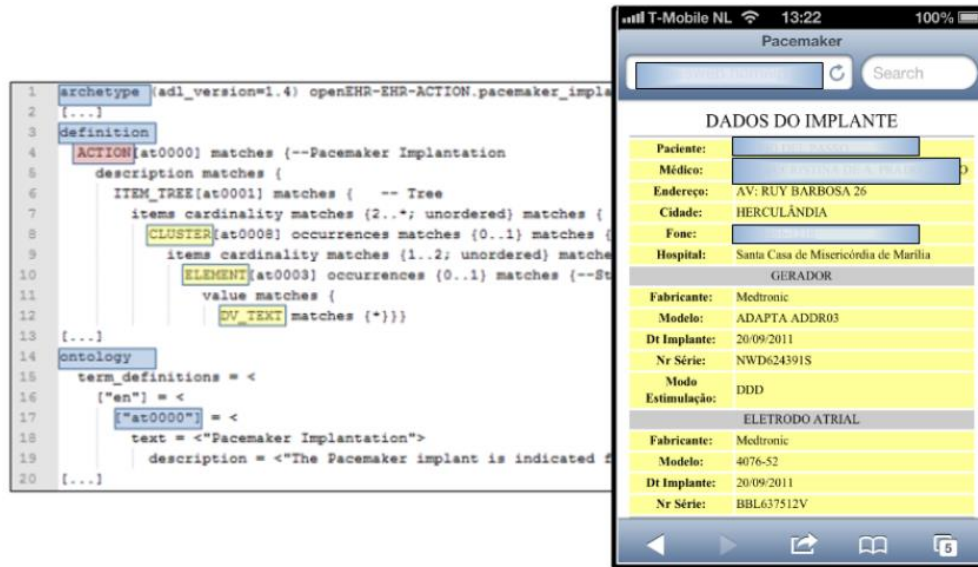 1 archetype (adl_version=1.4) openEHR-EHR-ACTION.pacemaker_impla
2 [...]
3 definition
4 ACTION[at0000] matches {--Pacemaker Implantation
5 description matches {
6 ITEM_TREE[at0001] matches { -- Tree
7 items cardinality matches {2..*; unordered} matches {
8 CLUSTER[at0008] occurrences matches {0..1} matches {
9 items cardinality matches {1..2; unordered} matche
10 ELEMENT[at0003] occurrences {0..1} matches {--St
11 value matches {
12 DV_TEXT matches {*}}}
13 [...]
14 ontology
15 term_definitions = <
16 ["en"] = <
17 ["at0000"] = <
18 text = <"Pacemaker Implantation">
19 description = <"The Pacemaker implant is indicated f
20 [...]
T-Mobile NL 13:22 100%
Pacemaker
Search
DADOS DO IMPLANTE
Paciente:
Médico: O
Endereço: AV: RUY BARBOSA 26
Cidade: HERCULÂNDIA
Fone:
Hospital: Santa Casa de Misericórdia de Marília
GERADOR
Fabricante: Medtronic
Modelo: ADAPTA ADDR03
Dt Implante: 20/09/2011
Nr Série: NWD624391S
Modo
Estimulação: DDD
ELETRODO ATRIAL
Fabricante: Medtronic
Modelo: 4076-52
Dt Implante: 20/09/2011
Nr Série: BBL637512V
5